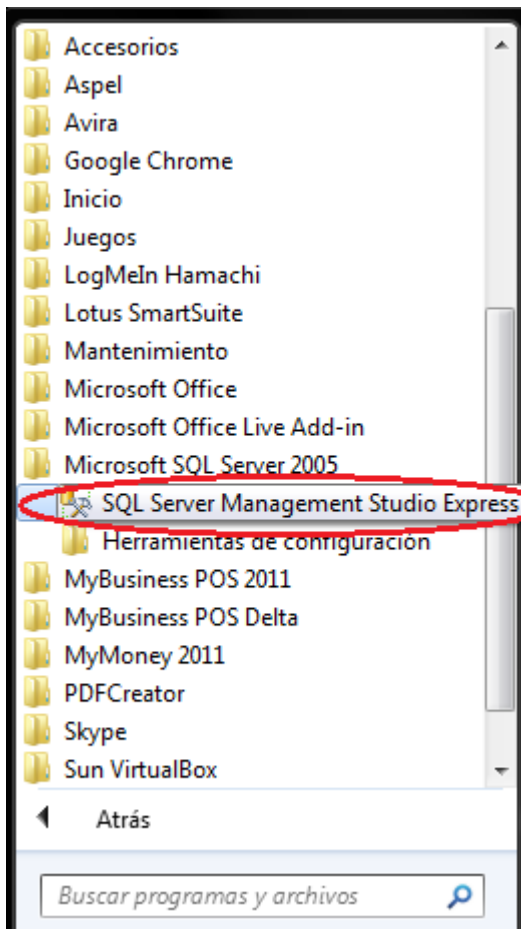 Accesorios
Aspel
Avira
Google Chrome
Inicio
Juegos
LogMeIn Hamachi
Lotus SmartSuite
Mantenimiento
Microsoft Office
Microsoft Office Live Add-in
Microsoft SQL Server 2005
SQL Server Management Studio Express
Herramientas de configuración
MyBusiness POS 2011
MyBusiness POS Delta
MyMoney 2011
PDFCreator
Skype
Sun VirtualBox
Atrás
Buscar programas y archivos